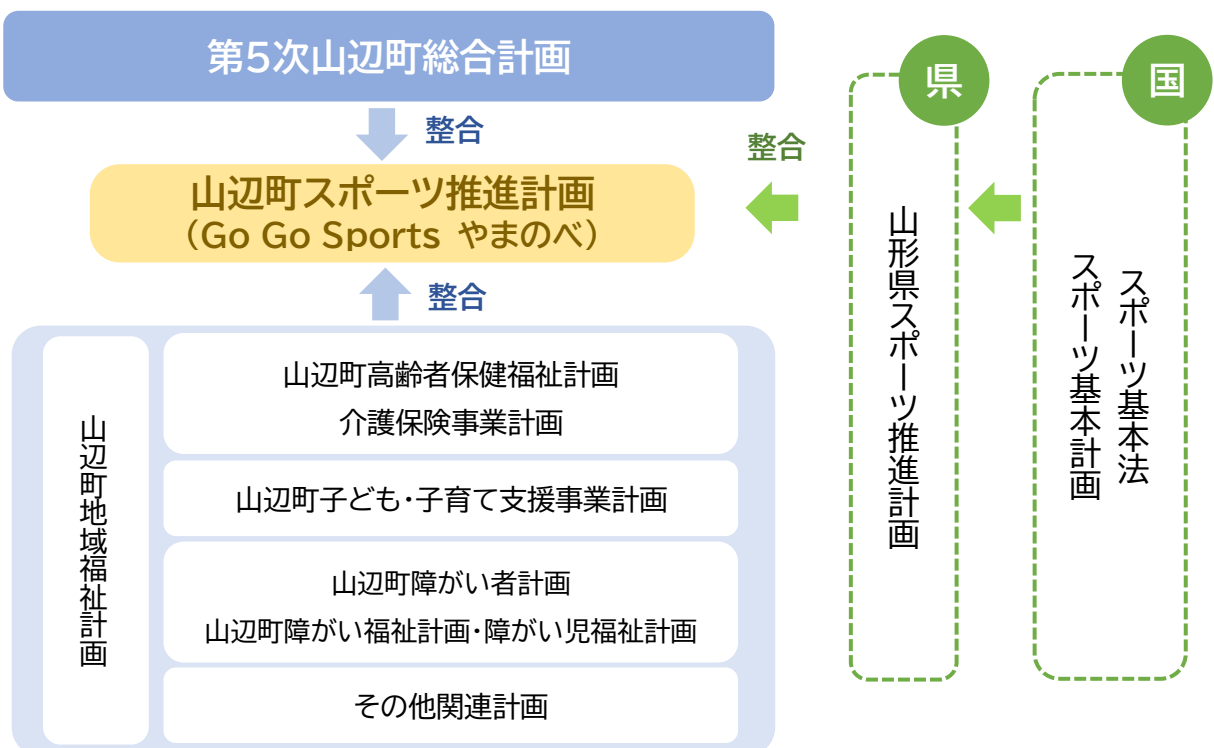 第5次山辺町総合計画
整合
山辺町スポーツ推進計画
（Go Go Sports やまのべ）
整合
山辺町地域福祉計画
山辺町高齢者保健福祉計画
介護保険事業計画
山辺町子ども・子育て支援事業計画
山辺町障がい者計画
山辺町障がい福祉計画・障がい児福祉計画
その他関連計画
整合
県
山形県スポーツ推進計画
国
スポーツ基本法
スポーツ基本計画